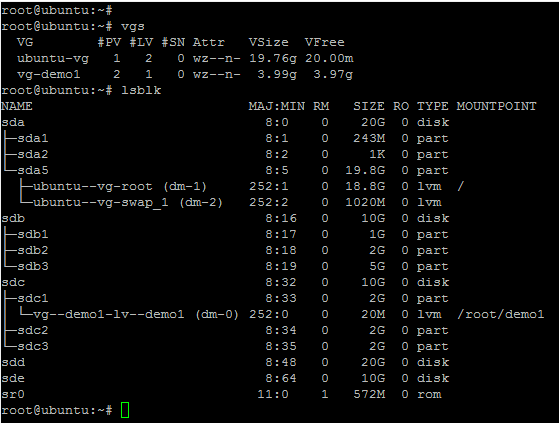 root@ubuntu:~#
root@ubuntu:~# vgs
  VG        #PV #LV #SN Attr   VSize  VFree
  ubuntu-vg   1   2   0 wz--n- 19.76g 20.00m
  vg-demo1    2   1   0 wz--n-  3.99g  3.97g
root@ubuntu:~# lsblk
NAME                           MAJ:MIN RM   SIZE RO TYPE MOUNTPOINT
sda                              8:0    0    20G  0 disk
├─sda1                           8:1    0   243M  0 part
├─sda2                           8:2    0     1K  0 part
└─sda5                           8:5    0  19.8G  0 part
  ├─ubuntu--vg-root (dm-1)     252:1    0  18.8G  0 lvm  /
  └─ubuntu--vg-swap_1 (dm-2)   252:2    0  1020M  0 lvm
sdb                              8:16   0    10G  0 disk
├─sdb1                           8:17   0     1G  0 part
├─sdb2                           8:18   0     2G  0 part
└─sdb3                           8:19   0     5G  0 part
sdc                              8:32   0    10G  0 disk
├─sdc1                           8:33   0     2G  0 part
│ └─vg--demo1-lv--demo1 (dm-0) 252:0    0    20M  0 lvm  /root/demo1
├─sdc2                           8:34   0     2G  0 part
└─sdc3                           8:35   0     2G  0 part
sdd                              8:48   0    20G  0 disk
sde                              8:64   0    10G  0 disk
sr0                             11:0    1   572M  0 rom
root@ubuntu:~#